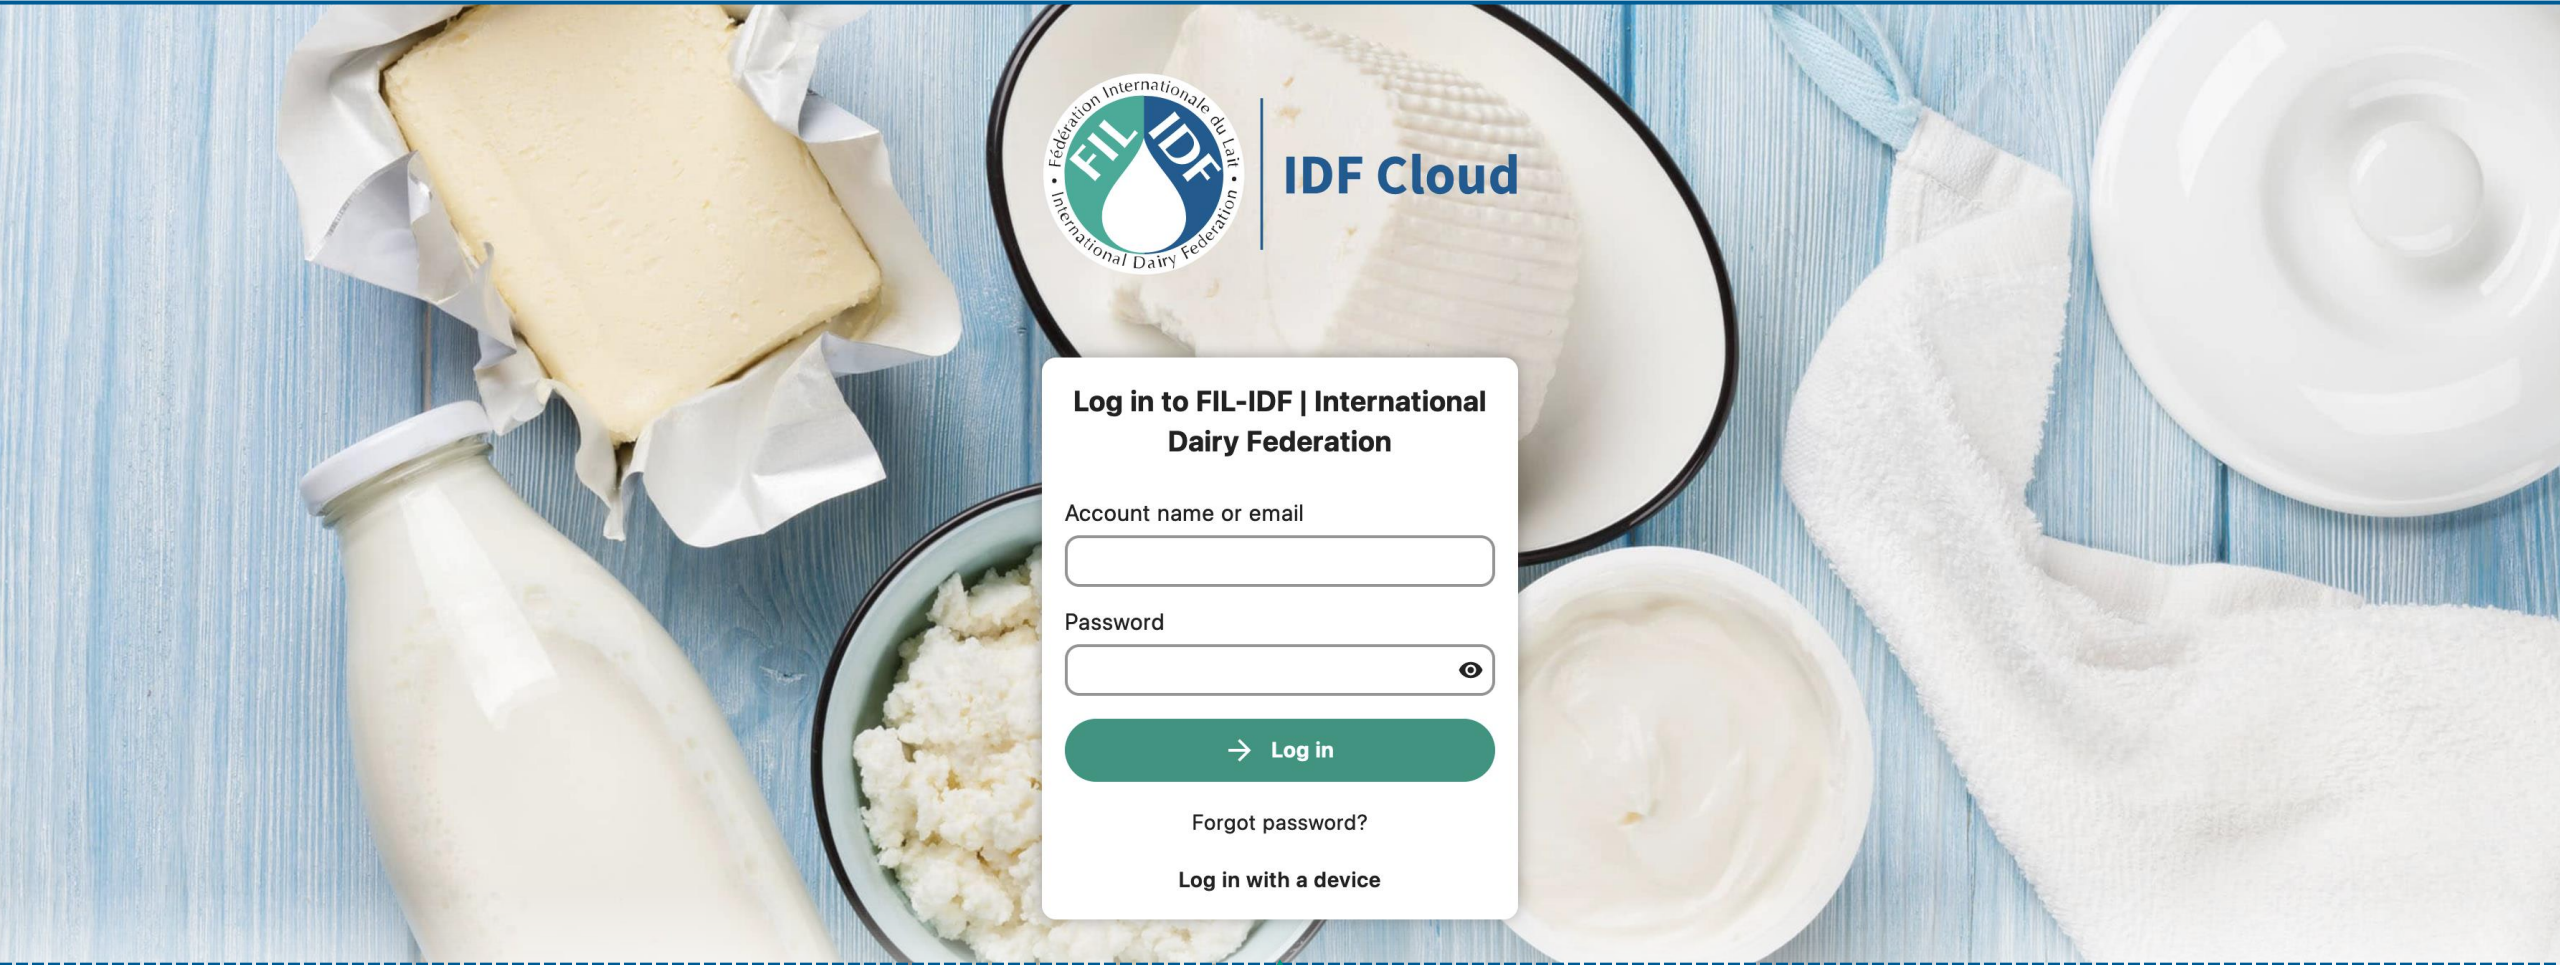 • Fédération Internationale du Lait •
FIL IDF
International Dairy Federation
IDF Cloud
Log in to FIL-IDF | International
Dairy Federation
Account name or email
Password
Log in
Forgot password?
Log in with a device